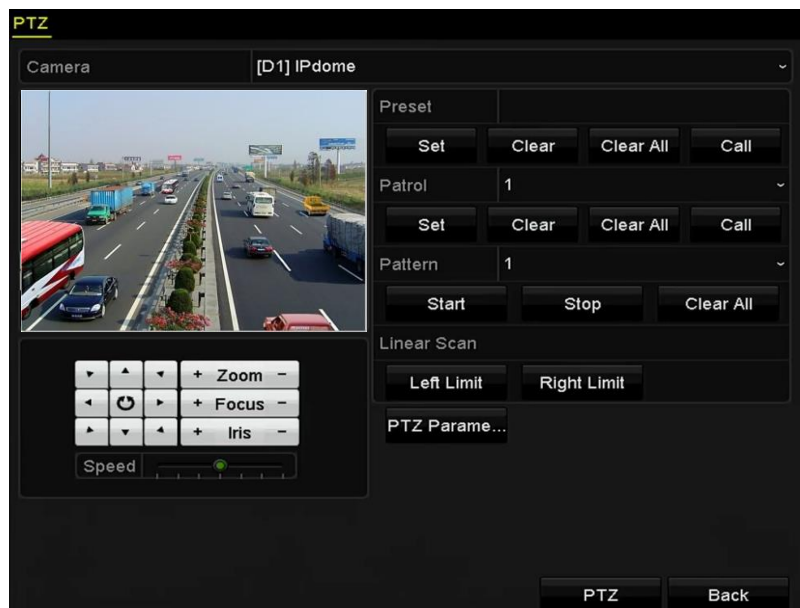 PTZ
Camera [D1] IPdome
Preset
Set Clear Clear All Call
Patrol 1
Set Clear Clear All Call
Pattern 1
Start Stop Clear All
Linear Scan
Left Limit Right Limit
PTZ Parame...
+ Zoom −
+ Focus −
+ Iris −
Speed
PTZ Back